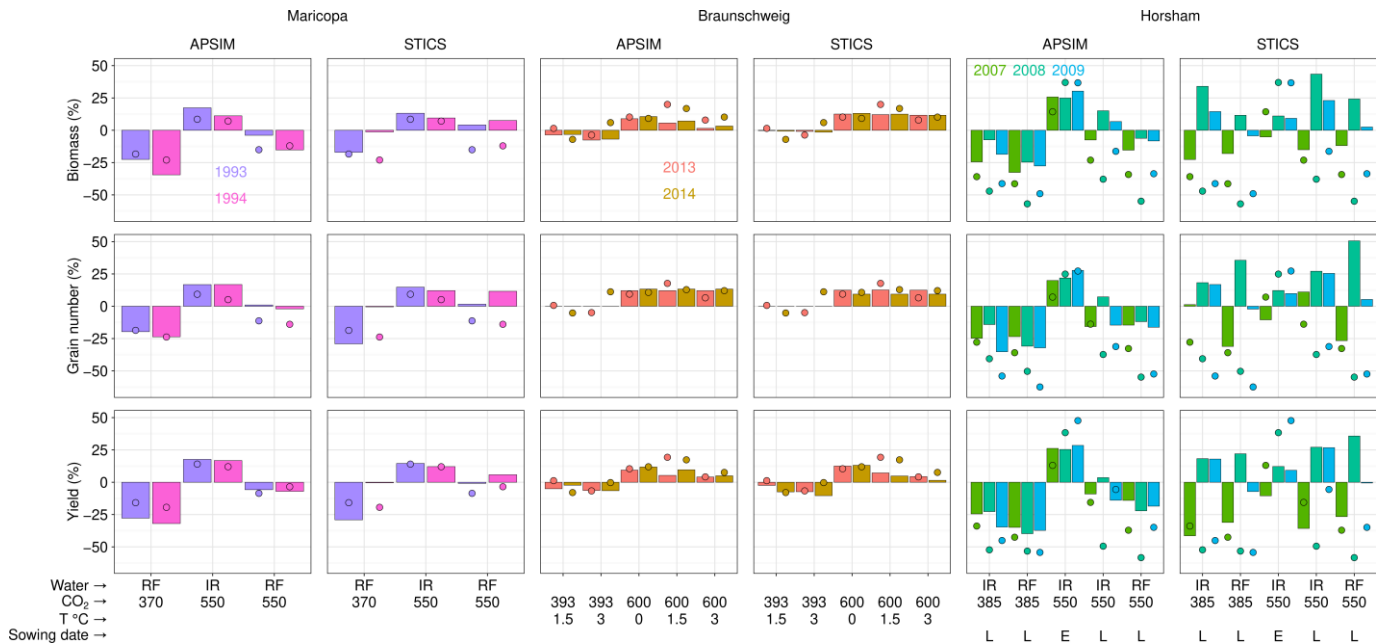 Maricopa Braunschweig Horsham
APSIM STICS APSIM STICS APSIM STICS
Biomass (%)
50
25
0
−25
−50
1993
1994
2013
2014
2007 2008 2009
Grain number (%)
50
25
0
−25
−50
Yield (%)
50
25
0
−25
−50
Water → RF IR RF RF IR RF IR RF IR IR RF IR RF IR IR RF
CO₂ → 370 550 550 370 550 550 393 393 600 600 600 393 393 600 600 600 385 385 550 550 550 385 385 550 550 550
T °C → 1.5 3 0 1.5 3 1.5 3 0 1.5 3
Sowing date → L L E L L L L E L L